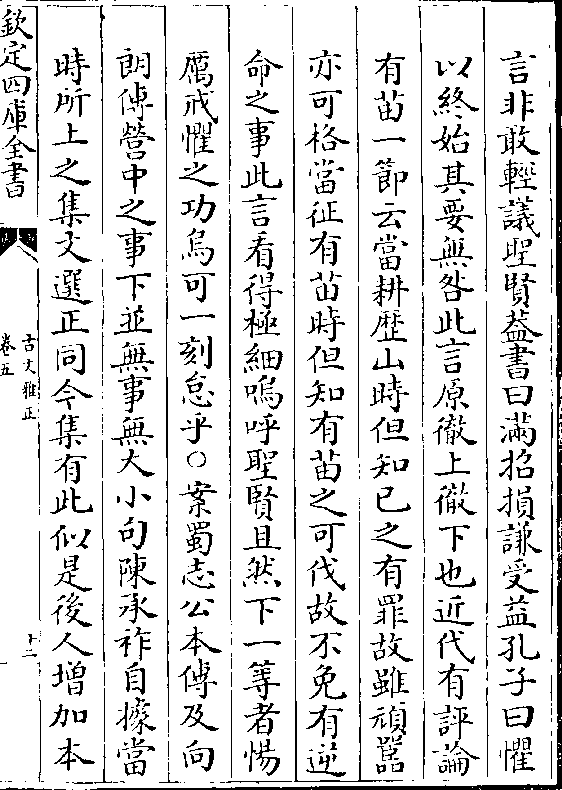 言非敢輕議聖賢葢書曰滿招損謙受益孔子曰懼
以終始其要無咎此言原徹上徹下也近代有評論
有苗一節云當耕歴山時但知已之有罪故雖頑嚚
亦可格當征有苗時但知有苗之可伐故不免有逆
命之事此言看得極細嗚呼聖賢且然下一等者惕
厲戒懼之功烏可一刻怠乎○案蜀志公本傳及向
朗傳營中之事下並無事無大小句陳承祚自據當
時所上之集文選正同今集有此似是後人増加本
欽定四庫全書
古文雅正
卷五
十二